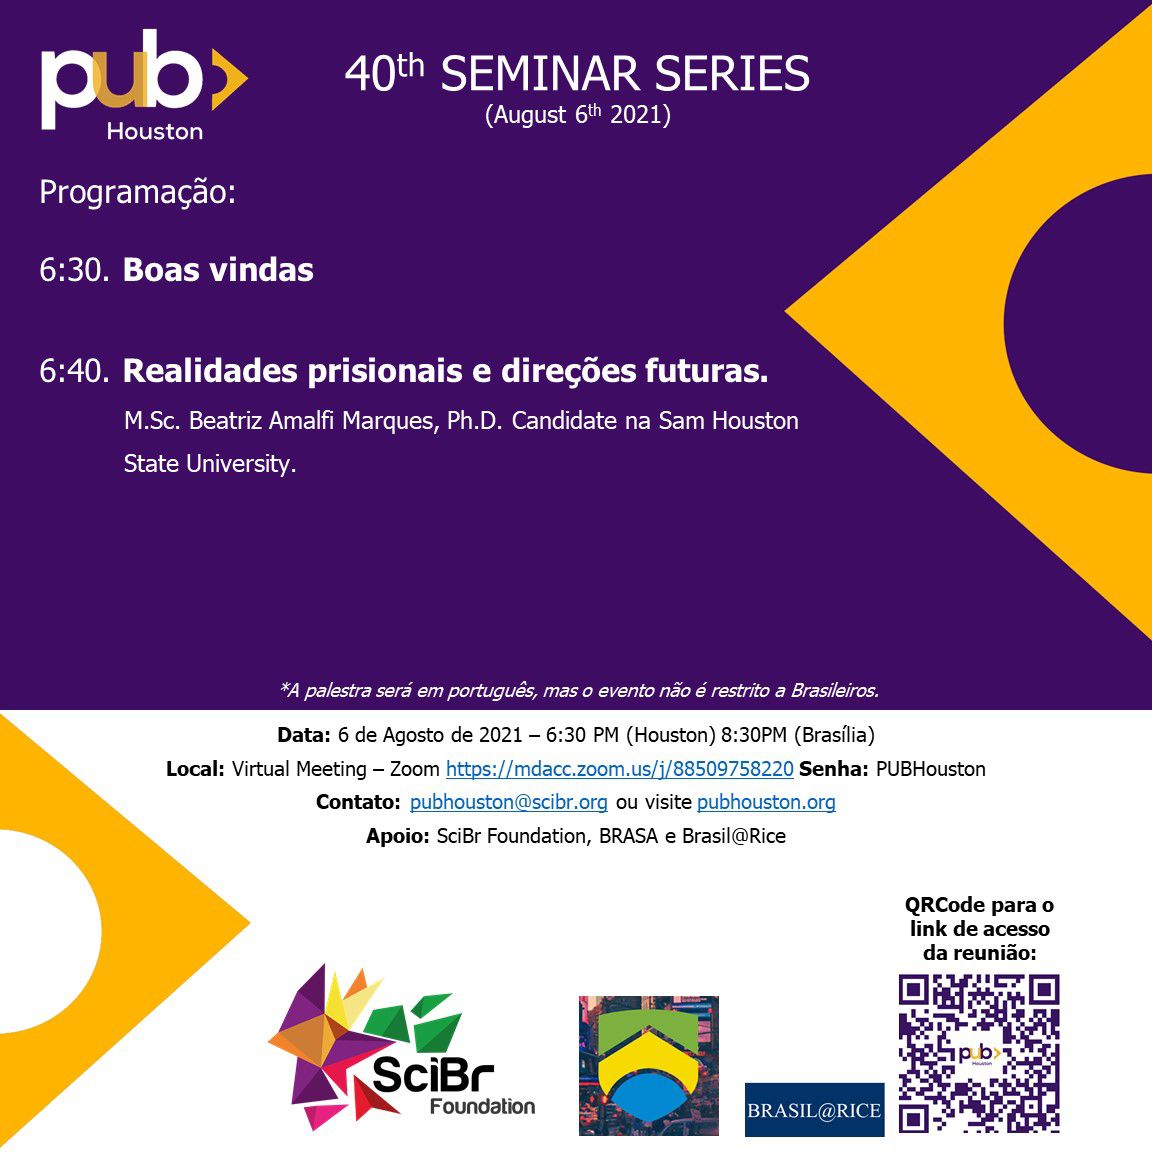 pub
Houston
40th SEMINAR SERIES
(August 6th 2021)
Programação:
6:30. Boas vindas
6:40. Realidades prisionais e direções futuras.
M.Sc. Beatriz Amalfi Marques, Ph.D. Candidate na Sam Houston
State University.
*A palestra será em português, mas o evento não é restrito a Brasileiros.
Data: 6 de Agosto de 2021 – 6:30 PM (Houston) 8:30PM (Brasília)
Local: Virtual Meeting – Zoom https://mdacc.zoom.us/j/88509758220 Senha: PUBHouston
Contato: pubhouston@scibr.org ou visite pubhouston.org
Apoio: SciBr Foundation, BRASA e Brasil@Rice
QRCode para o
link de acesso
da reunião:
pub
Houston
SciBr
Foundation
BRASIL@RICE